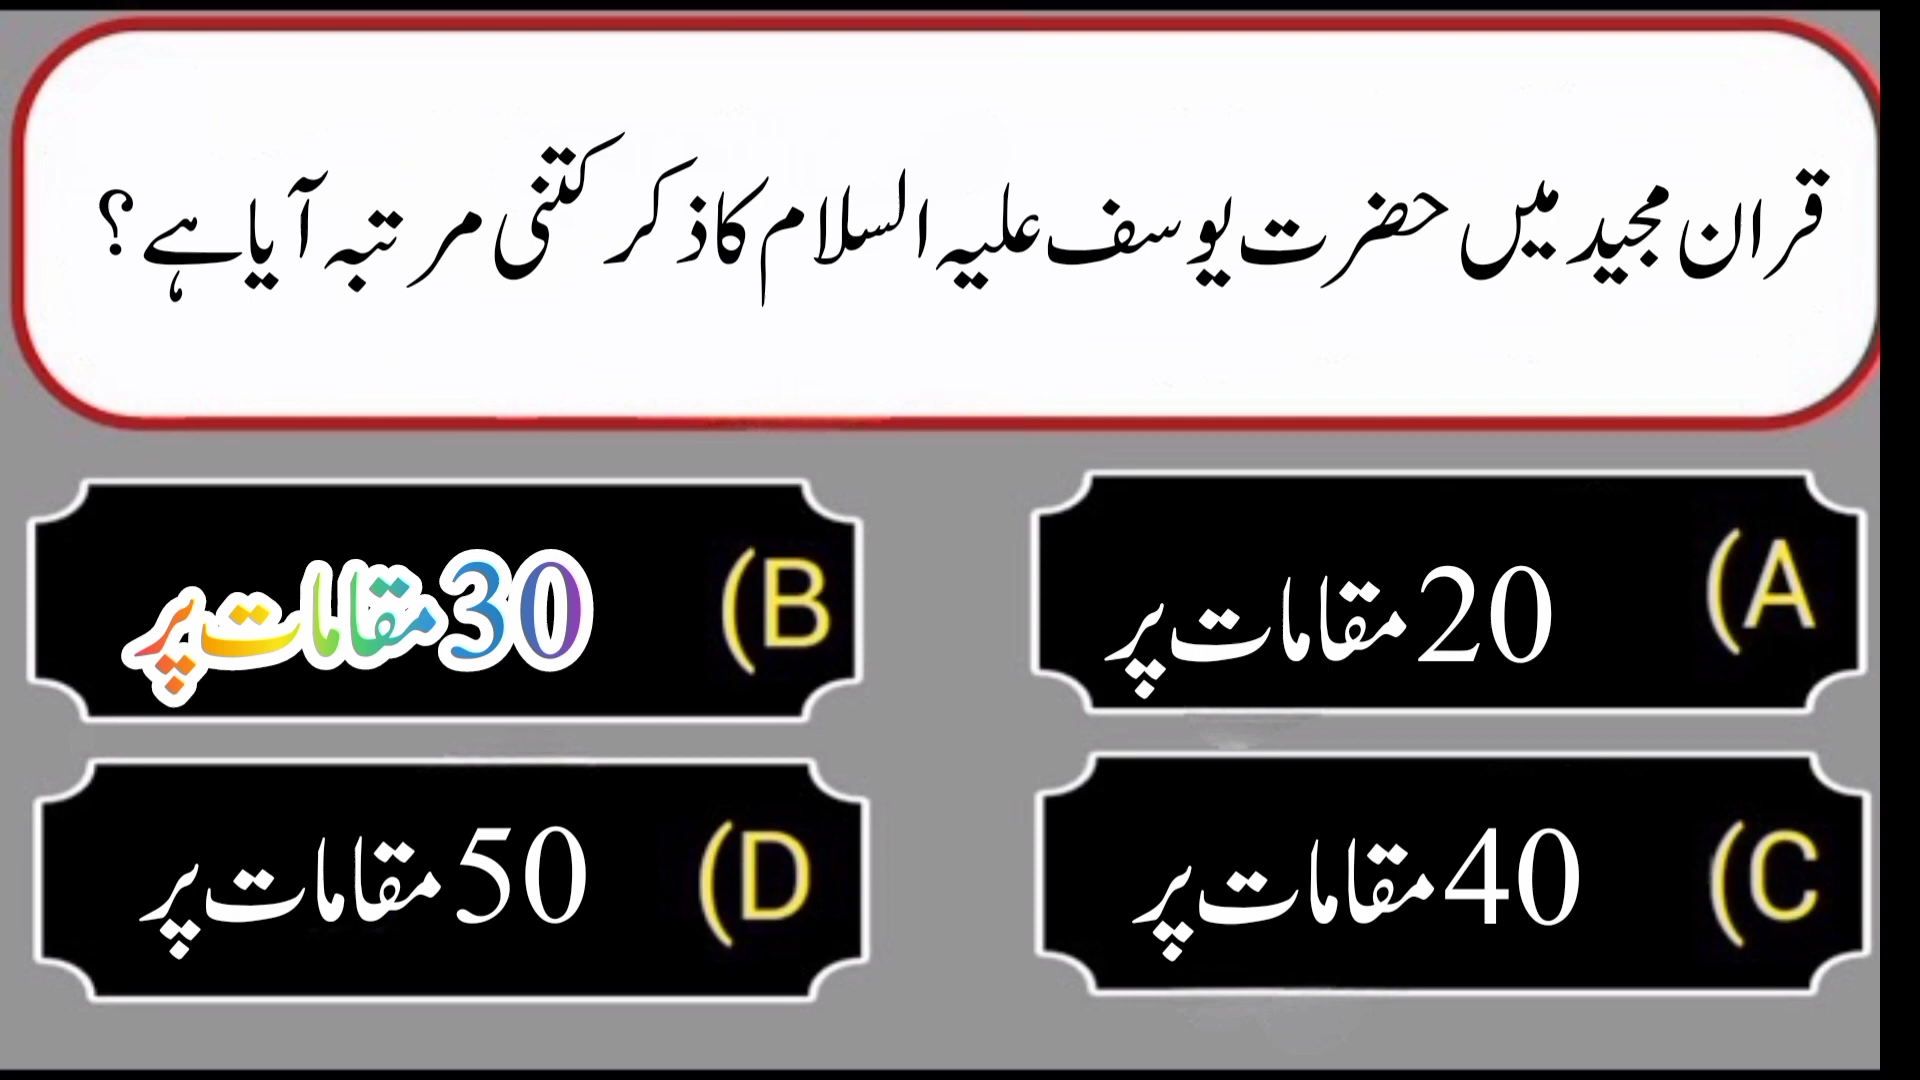 قران مجید میں حضرت یوسف علیہ السلام کا ذکر کتنی مرتبہ آیا ہے؟
(A 20 مقامات پر
(B 30 مقامات پر
(C 40 مقامات پر
(D 50 مقامات پر